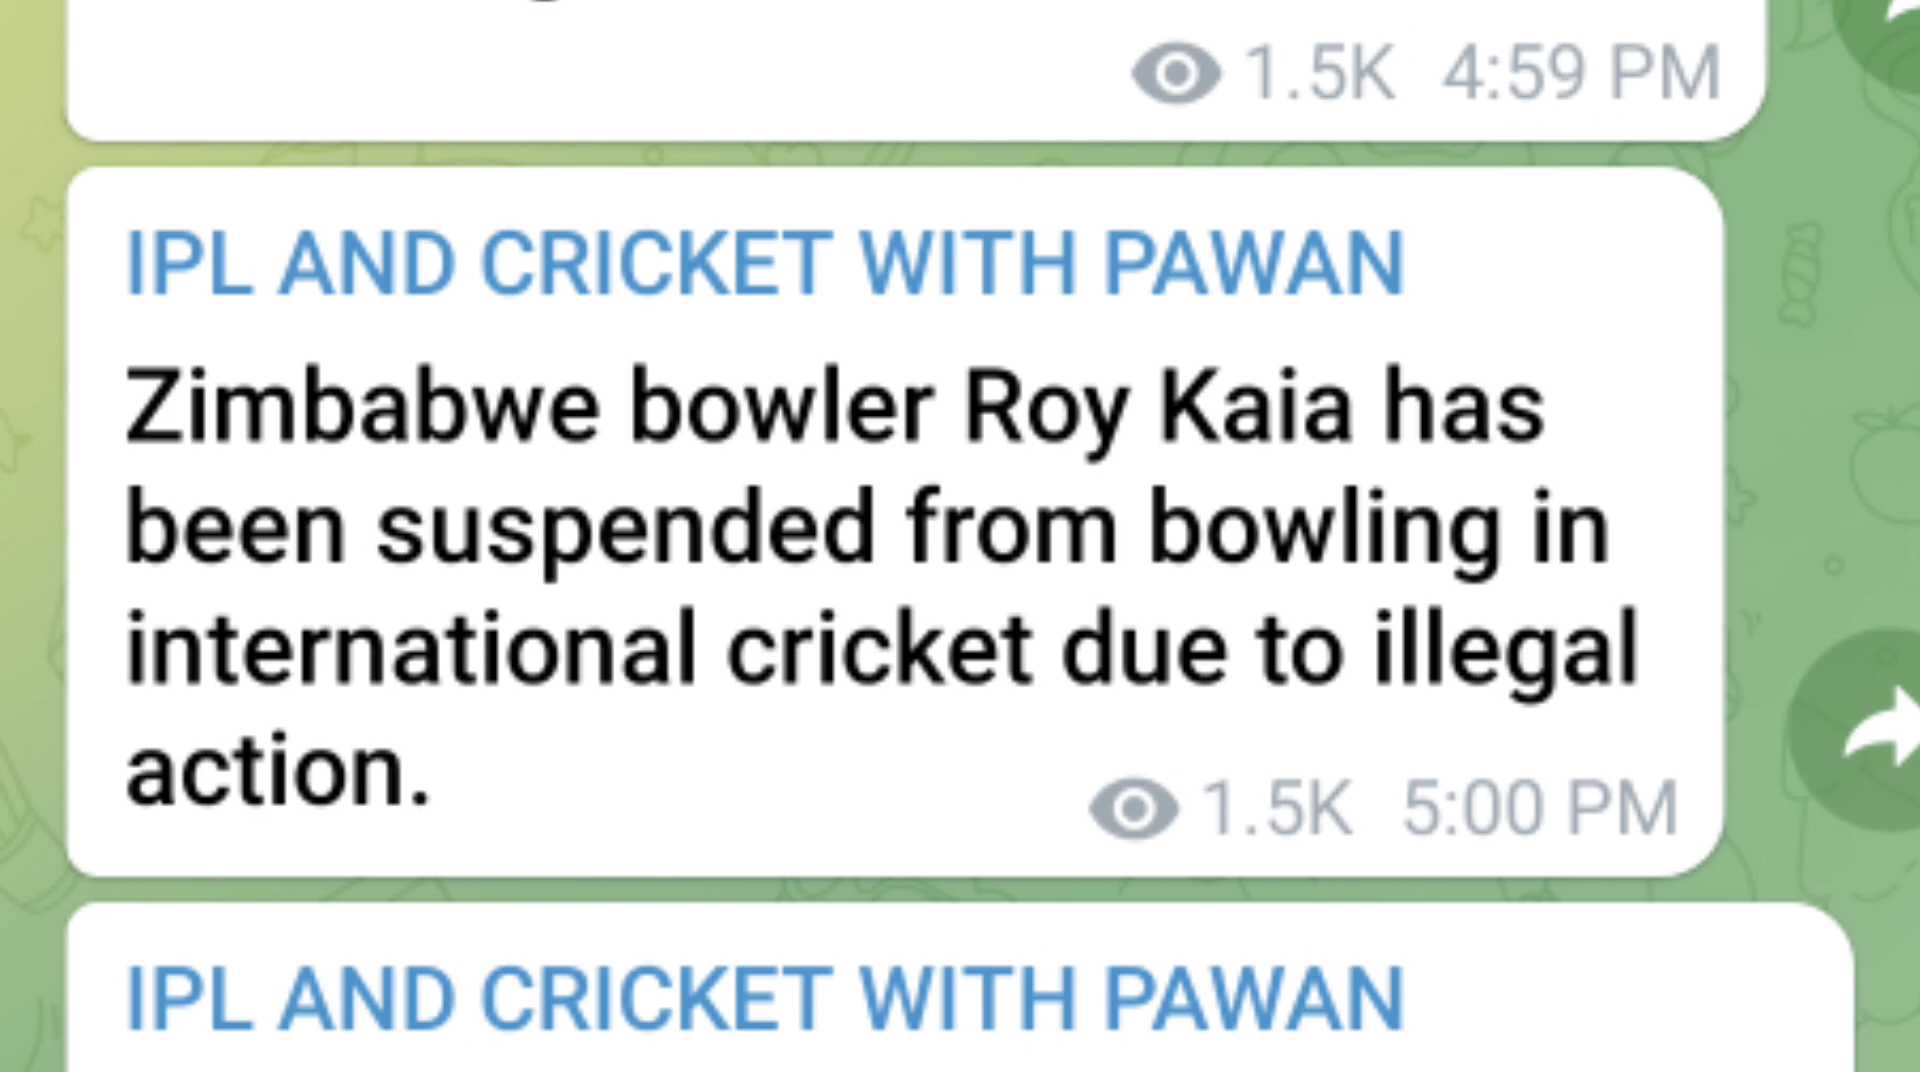 1.5K 4:59 PM
IPL AND CRICKET WITH PAWAN
Zimbabwe bowler Roy Kaia has
been suspended from bowling in
international cricket due to illegal
action.
1.5K 5:00 PM
IPL AND CRICKET WITH PAWAN